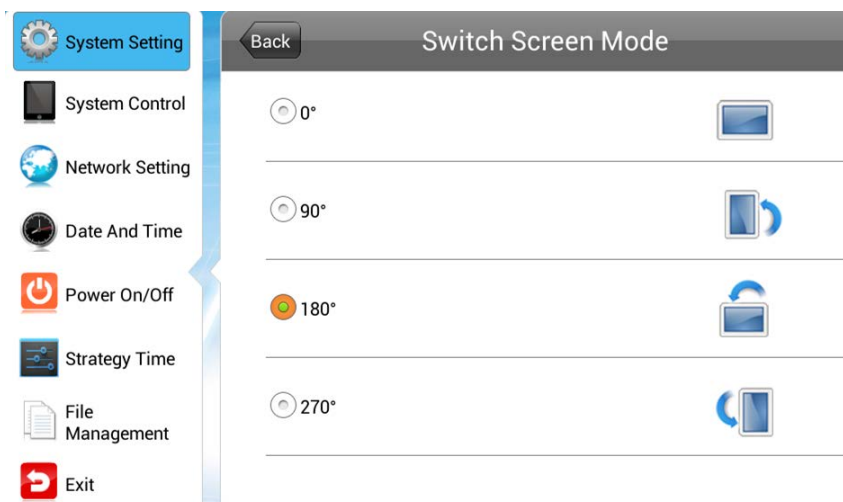 System Setting
System Control
Network Setting
Date And Time
Power On/Off
Strategy Time
File
Management
Exit
Back
Switch Screen Mode
0°
90°
180°
270°